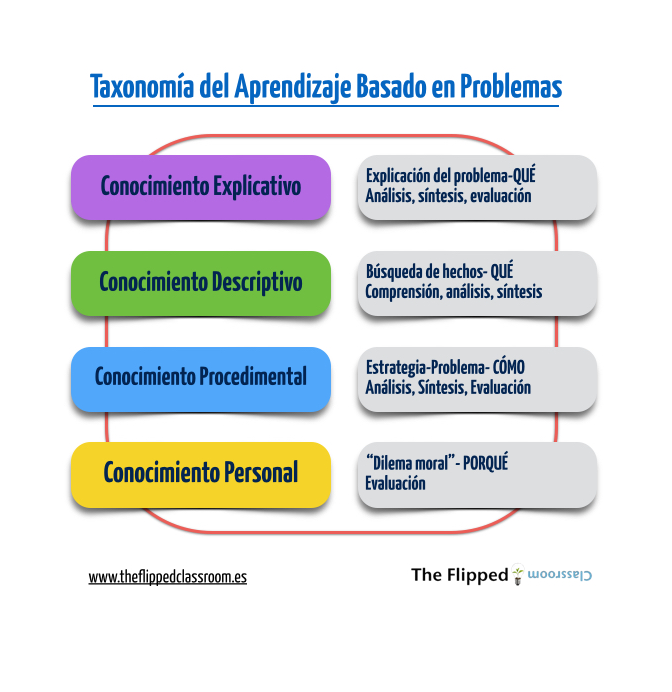 Taxonomía del Aprendizaje Basado en Problemas
Conocimiento Explicativo
Explicación del problema-QUÉ
Análisis, síntesis, evaluación
Conocimiento Descriptivo
Búsqueda de hechos- QUÉ
Comprensión, análisis, síntesis
Conocimiento Procedimental
Estrategia-Problema- CÓMO
Análisis, Síntesis, Evaluación
Conocimiento Personal
“Dilema moral”- PORQUÉ
Evaluación
www.theflippedclassroom.es
The Flipped Classroom